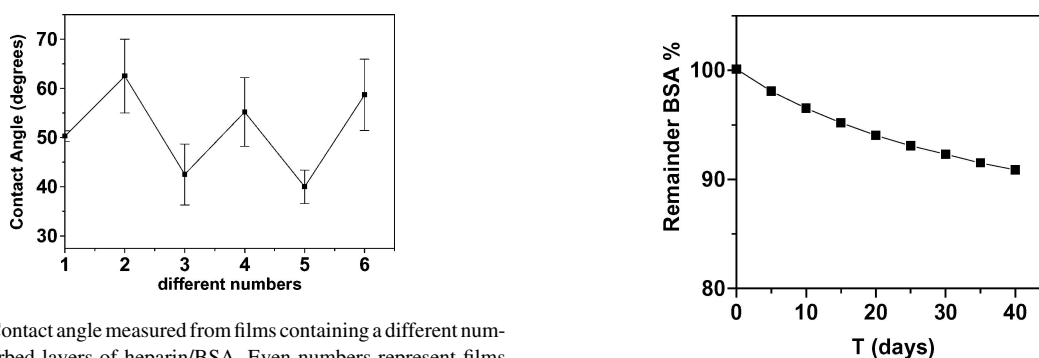 70
60
50
40
30
Contact Angle (degrees)
1 2 3 4 5 6
different numbers
ontact angle measured from films containing a different num-
rbed layers of heparin/BSA. Even numbers represent films
100
90
80
Remainder BSA %
0 10 20 30 40
T (days)